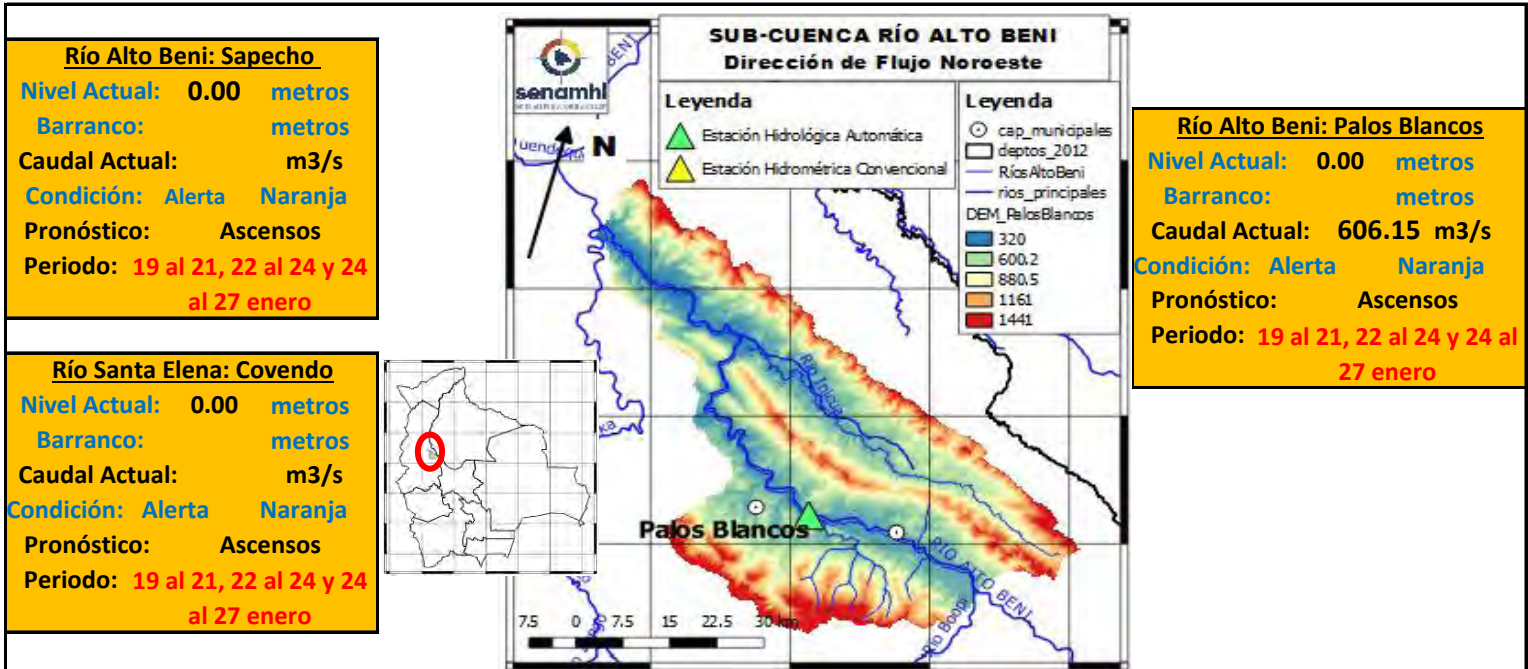 Río Alto Beni: Sapecho
Nivel Actual: 0.00 metros
Barranco: metros
Caudal Actual: m3/s
Condición: Alerta Naranja
Pronóstico: Ascensos
Periodo: 19 al 21, 22 al 24 y 24
al 27 enero
Río Santa Elena: Covendo
Nivel Actual: 0.00 metros
Barranco: metros
Caudal Actual: m3/s
Condición: Alerta Naranja
Pronóstico: Ascensos
Periodo: 19 al 21, 22 al 24 y 24
al 27 enero
SUB-CUENCA RÍO ALTO BENI
Dirección de Flujo Noroeste
senamhi
BENI
N
Leyenda
Estación Hidrológica Automática
Estación Hidrométrica Convencional
Leyenda
cap_municipales
deptos_2012
RíosAltoBeni
rios_principales
DEM_PalosBlancos
320
600.2
880.5
1161
1441
Río Inicua
Palos Blancos
RÍO ALTO BENI
Río Boopi
7.5 0 7.5 15 22.5 30 km
Río Alto Beni: Palos Blancos
Nivel Actual: 0.00 metros
Barranco: metros
Caudal Actual: 606.15 m3/s
Condición: Alerta Naranja
Pronóstico: Ascensos
Periodo: 19 al 21, 22 al 24 y 24 al
27 enero